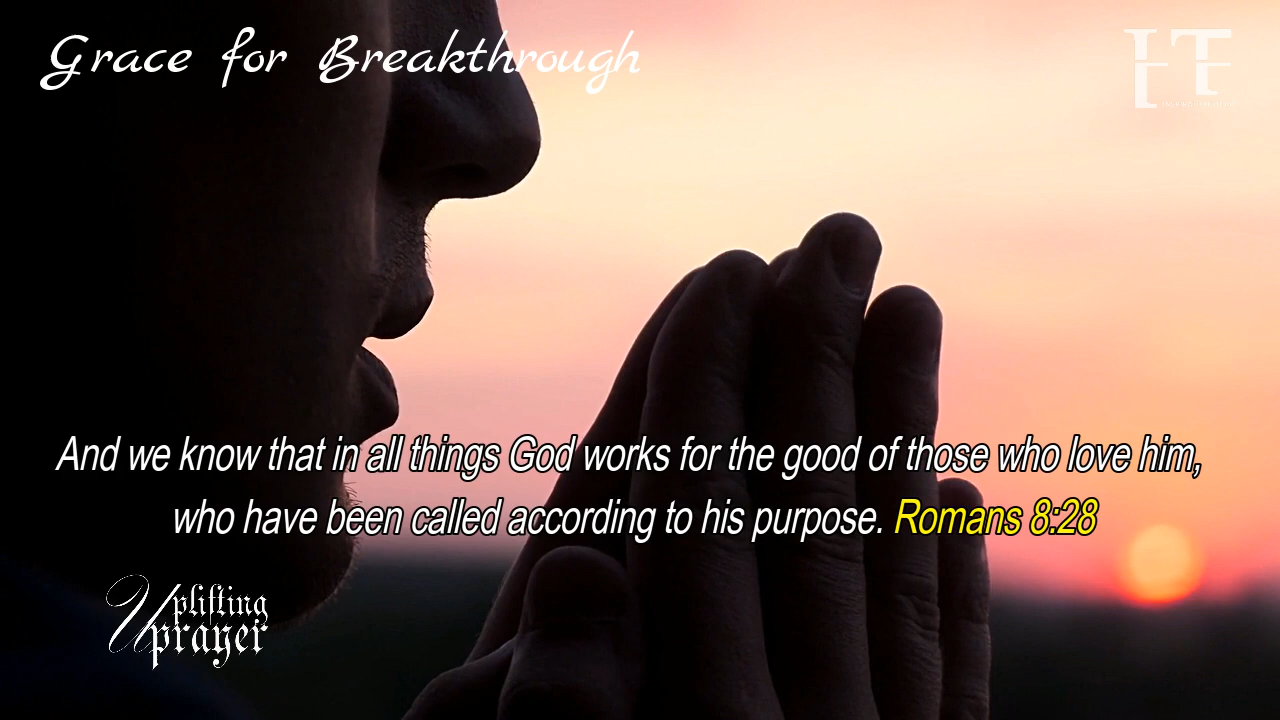 Grace for Breakthrough
HTF
And we know that in all things God works for the good of those who love him,
who have been called according to his purpose. Romans 8:28
Uplifting
prayer